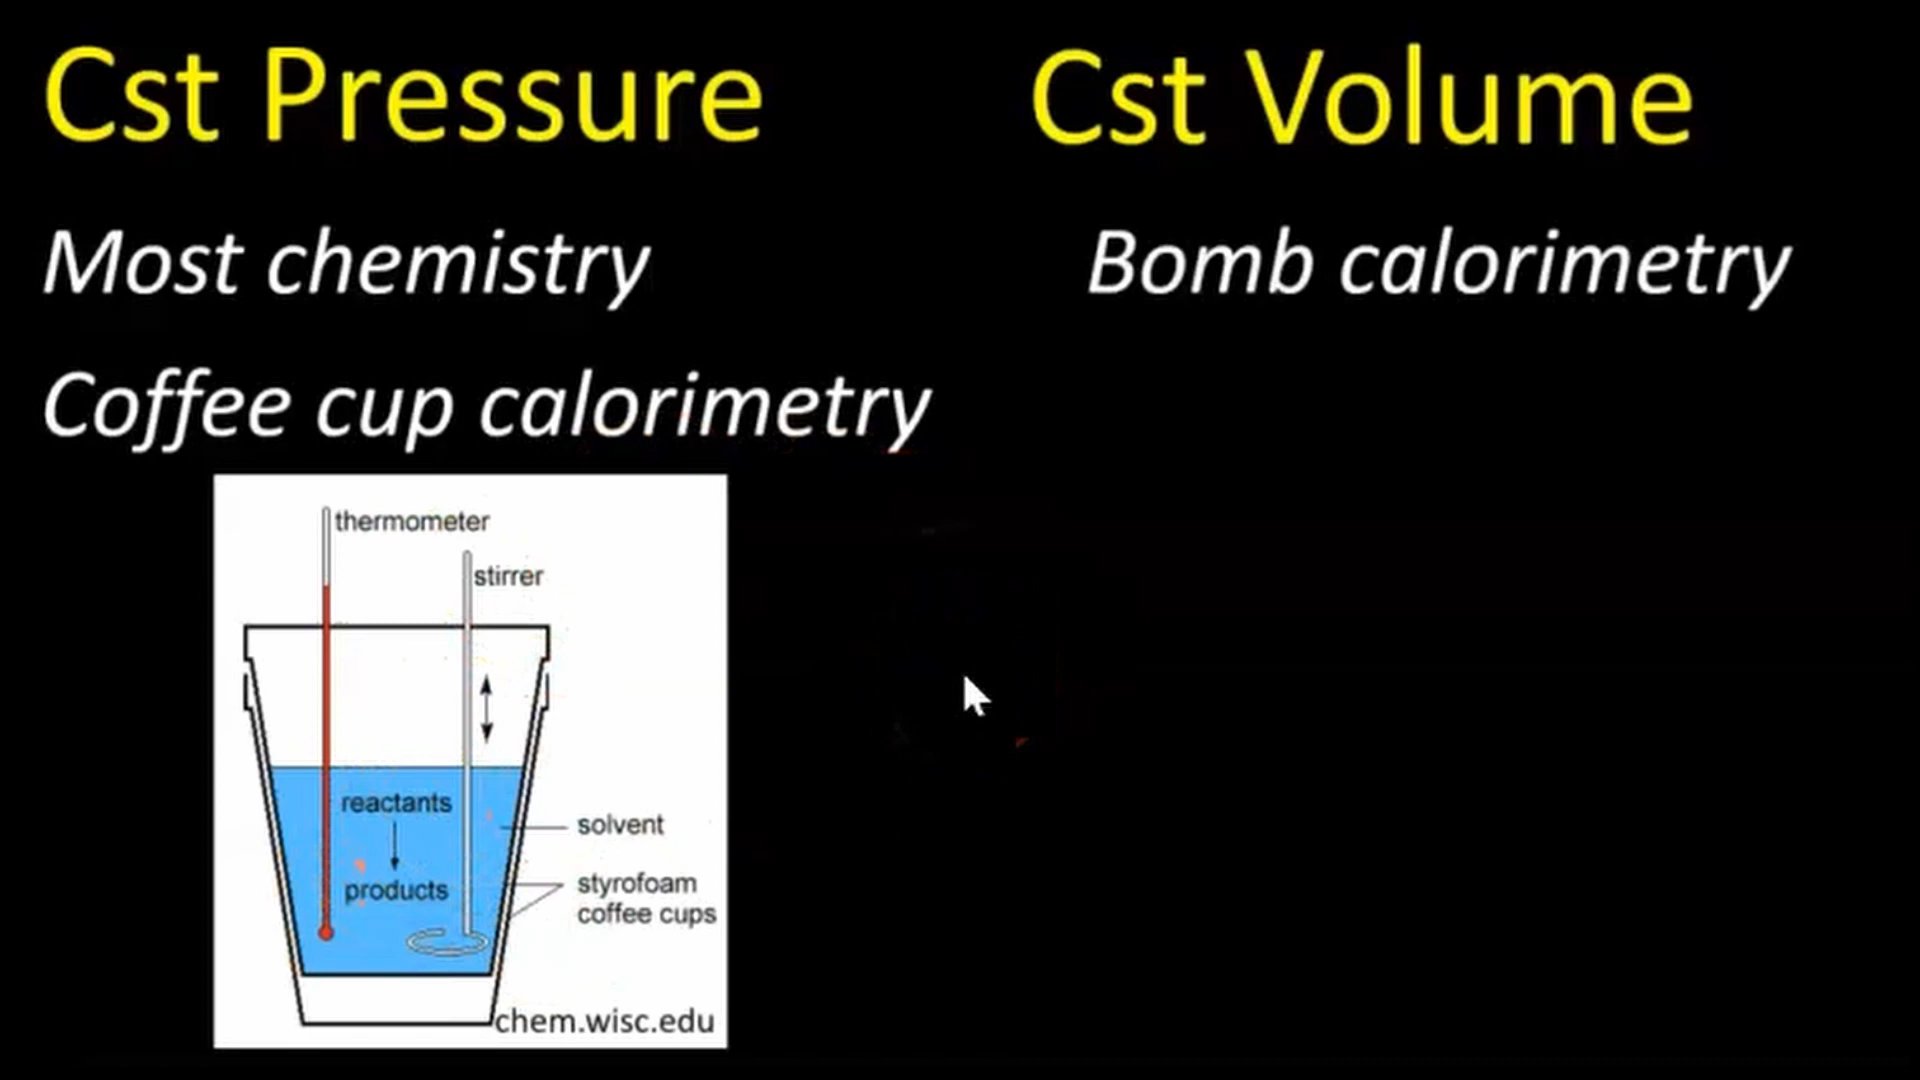 Cst Pressure
Most chemistry
Coffee cup calorimetry
thermometer
stirrer
reactants
products
solvent
styrofoam
coffee cups
chem.wisc.edu
Cst Volume
Bomb calorimetry